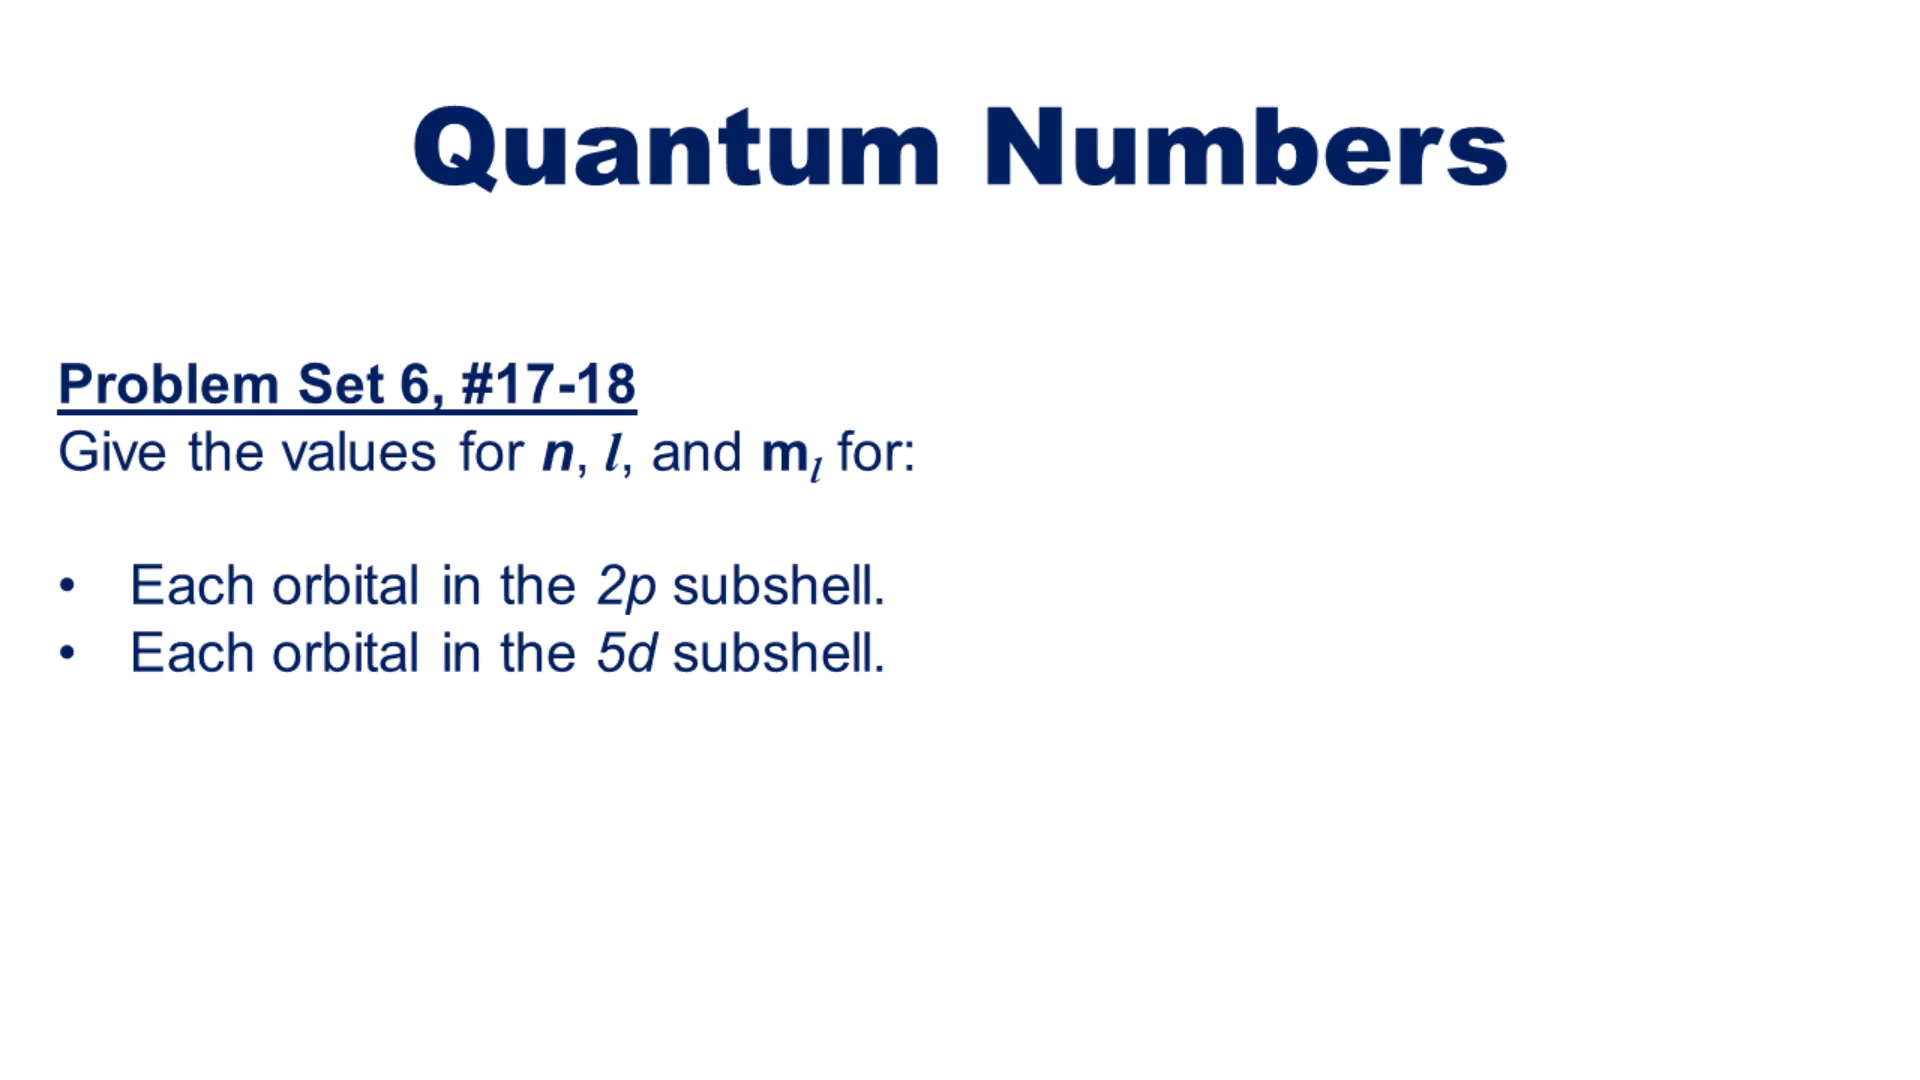 Quantum Numbers
Problem Set 6, #17-18
Give the values for n, l, and mₗ for:
• Each orbital in the 2p subshell.
• Each orbital in the 5d subshell.